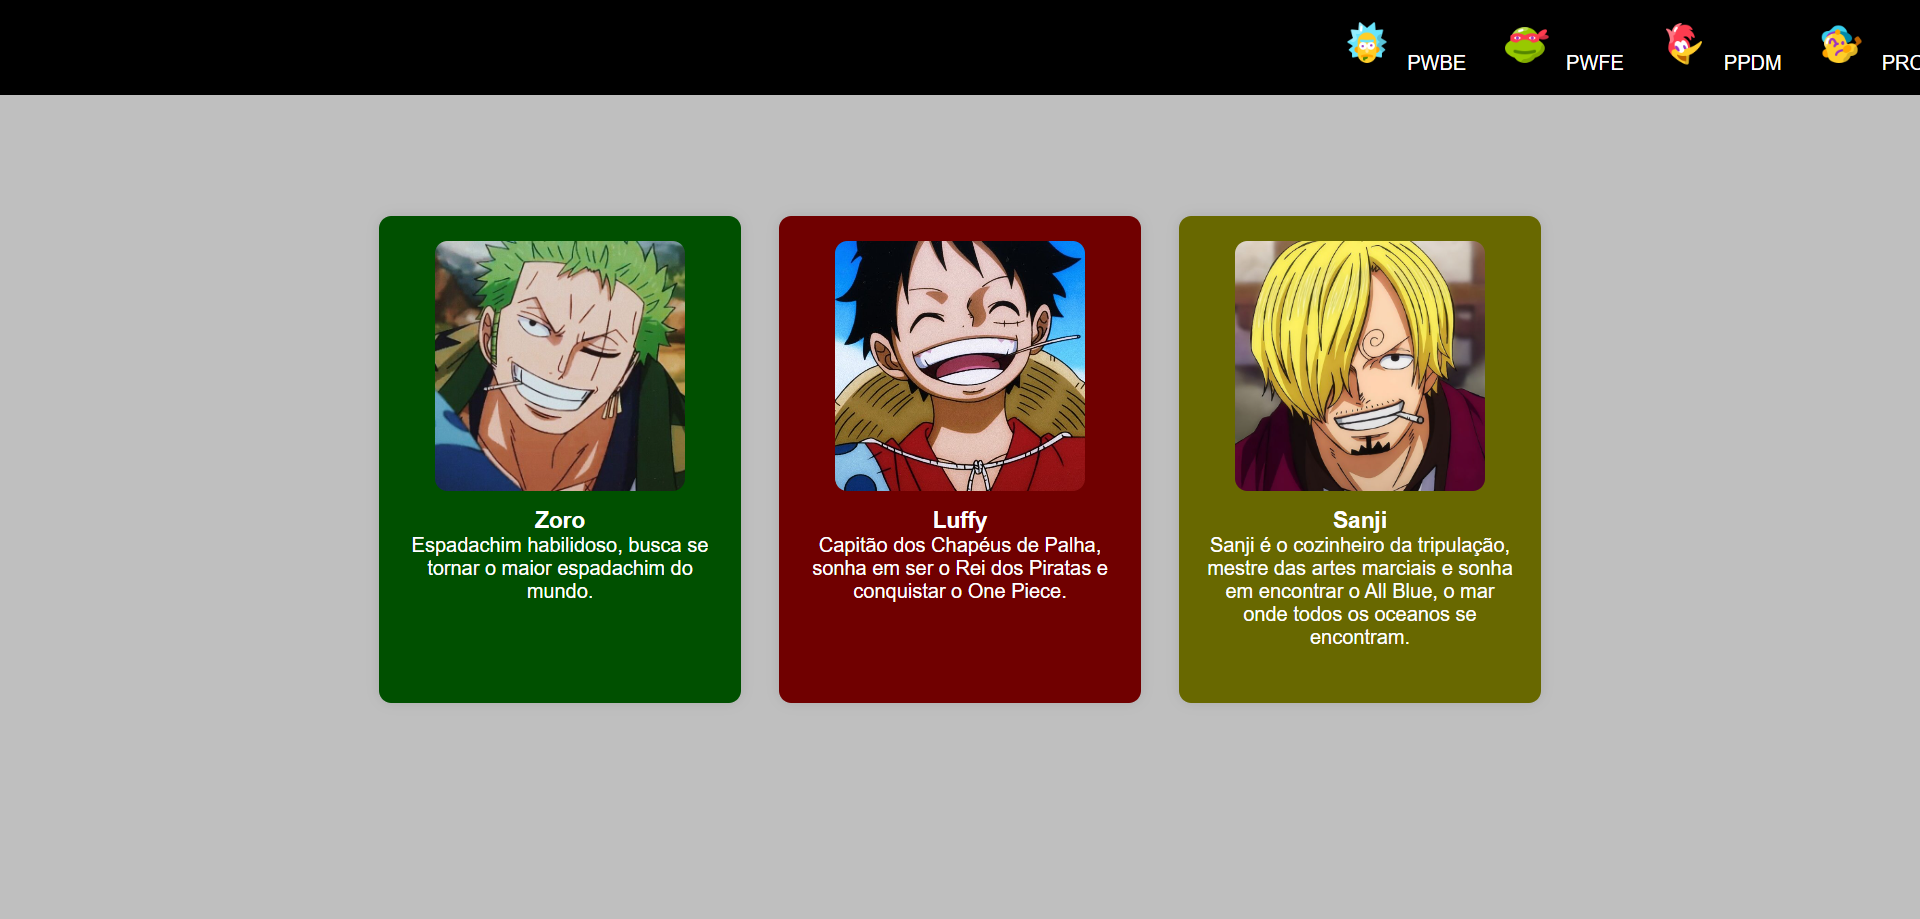 PWBE
PWFE
PPDM
Zoro
Espadachim habilidoso, busca se
tornar o maior espadachim do
mundo.
Luffy
Capitão dos Chapéus de Palha,
sonha em ser o Rei dos Piratas e
conquistar o One Piece.
Sanji
Sanji é o cozinheiro da tripulação,
mestre das artes marciais e sonha
em encontrar o All Blue, o mar
onde todos os oceanos se
encontram.